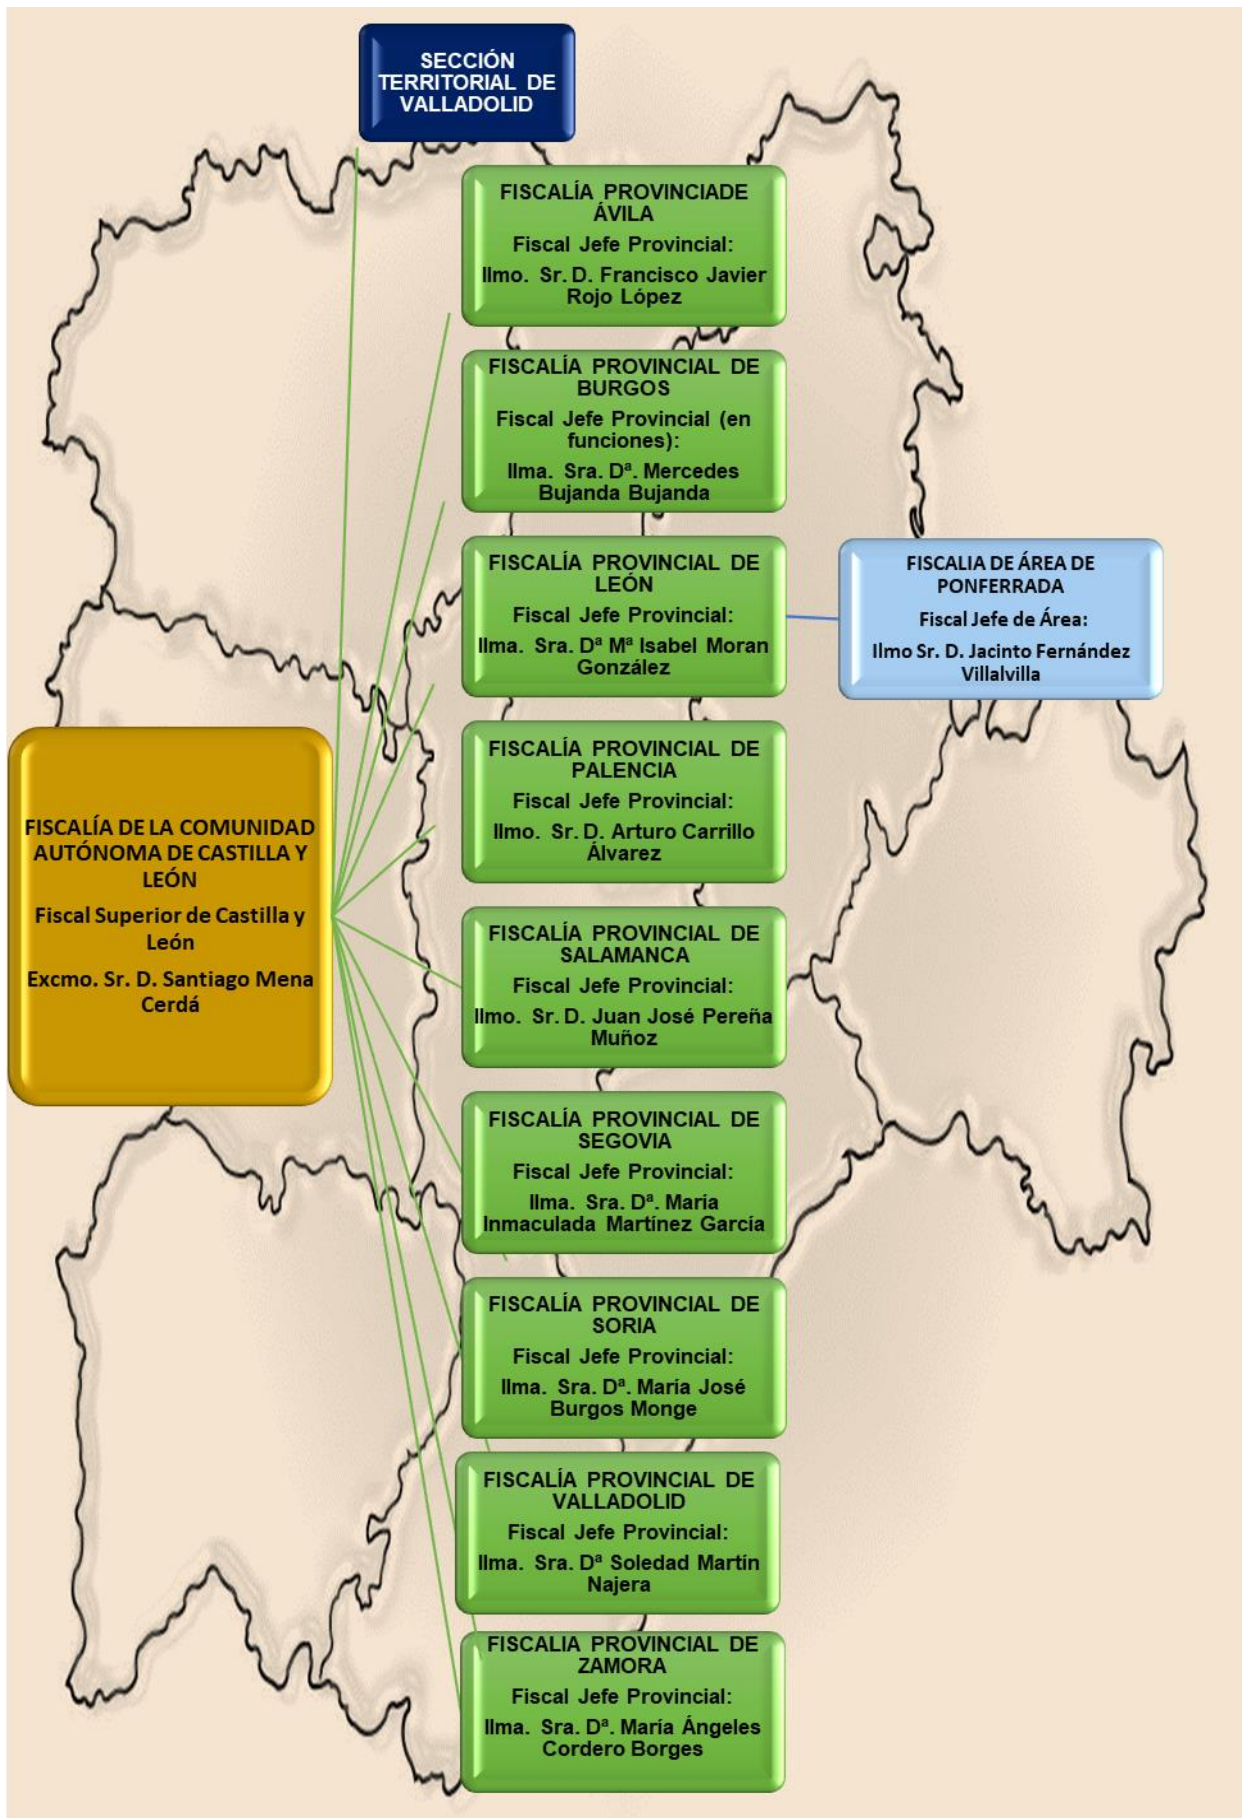 SECCIÓN
TERRITORIAL DE
VALLADOLID
FISCALÍA PROVINCIADE
ÁVILA
Fiscal Jefe Provincial:
Ilmo. Sr. D. Francisco Javier
Rojo López
FISCALÍA PROVINCIAL DE
BURGOS
Fiscal Jefe Provincial (en
funciones):
Ilma. Sra. Dª. Mercedes
Bujanda Bujanda
FISCALÍA PROVINCIAL DE
LEÓN
Fiscal Jefe Provincial:
Ilma. Sra. Dª Mª Isabel Moran
González
FISCALIA DE ÁREA DE
PONFERRADA
Fiscal Jefe de Área:
Ilmo Sr. D. Jacinto Fernández
Villalvilla
FISCALÍA DE LA COMUNIDAD
AUTÓNOMA DE CASTILLA Y
LEÓN
Fiscal Superior de Castilla y
León
Excmo. Sr. D. Santiago Mena
Cerdá
FISCALÍA PROVINCIAL DE
PALENCIA
Fiscal Jefe Provincial:
Ilmo. Sr. D. Arturo Carrillo
Álvarez
FISCALÍA PROVINCIAL DE
SALAMANCA
Fiscal Jefe Provincial:
Ilmo. Sr. D. Juan José Pereña
Muñoz
FISCALÍA PROVINCIAL DE
SEGOVIA
Fiscal Jefe Provincial:
Ilma. Sra. Dª. María
Inmaculada Martínez García
FISCALÍA PROVINCIAL DE
SORIA
Fiscal Jefe Provincial:
Ilma. Sra. Dª. María José
Burgos Monge
FISCALÍA PROVINCIAL DE
VALLADOLID
Fiscal Jefe Provincial:
Ilma. Sra. Dª Soledad Martín
Najera
FISCALIA PROVINCIAL DE
ZAMORA
Fiscal Jefe Provincial:
Ilma. Sra. Dª. María Ángeles
Cordero Borges